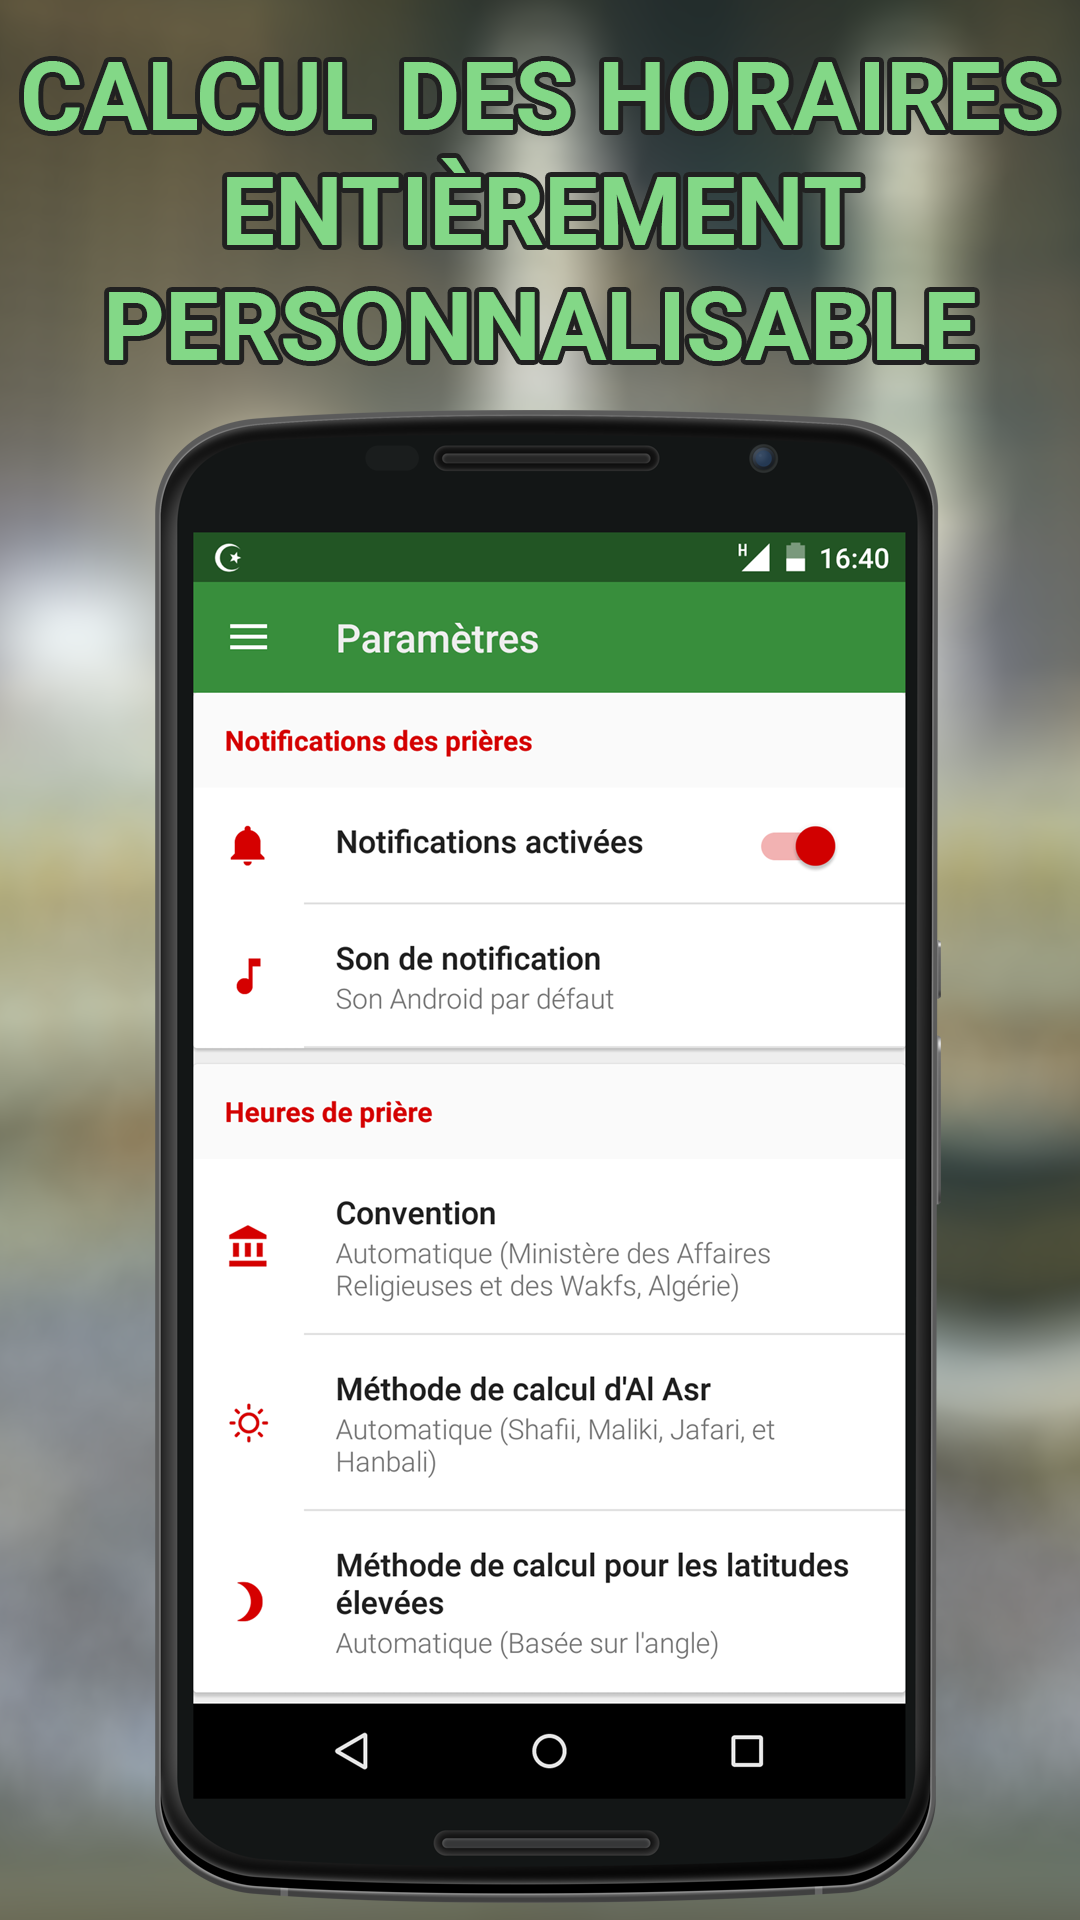 CALCUL DES HORAIRES
ENTIÈREMENT
PERSONNALISABLE
H 16:40
Paramètres
Notifications des prières
Notifications activées
Son de notification
Son Android par défaut
Heures de prière
Convention
Automatique (Ministère des Affaires
Religieuses et des Wakfs, Algérie)
Méthode de calcul d'Al Asr
Automatique (Shafii, Maliki, Jafari, et
Hanbali)
Méthode de calcul pour les latitudes
élevées
Automatique (Basée sur l'angle)